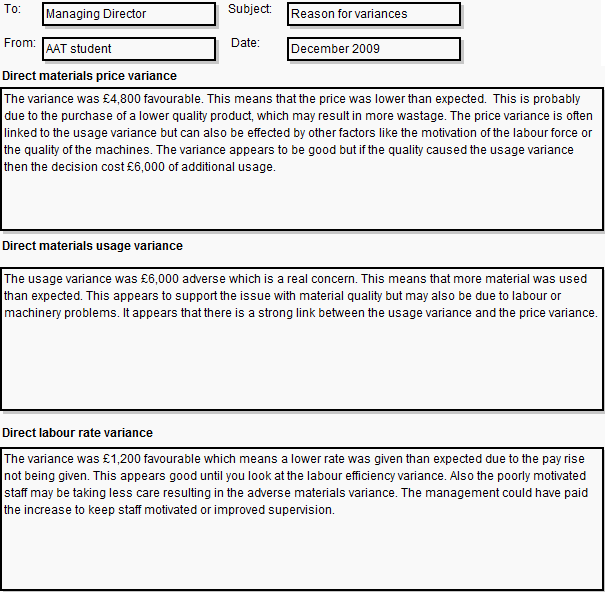 To: Managing Director Subject: Reason for variances
From: AAT student Date: December 2009
Direct materials price variance
The variance was £4,800 favourable. This means that the price was lower than expected.  This is probably
due to the purchase of a lower quality product, which may result in more wastage. The price variance is often
linked to the usage variance but can also be effected by other factors like the motivation of the labour force or
the quality of the machines. The variance appears to be good but if the quality caused the usage variance
then the decision cost £6,000 of additional usage.
Direct materials usage variance
The usage variance was £6,000 adverse which is a real concern. This means that more material was used
than expected. This appears to support the issue with material quality but may also be due to labour or
machinery problems. It appears that there is a strong link between the usage variance and the price variance.
Direct labour rate variance
The variance was £1,200 favourable which means a lower rate was given than expected due to the pay rise
not being given. This appears good until you look at the labour efficiency variance. Also the poorly motivated
staff may be taking less care resulting in the adverse materials variance. The management could have paid
the increase to keep staff motivated or improved supervision.